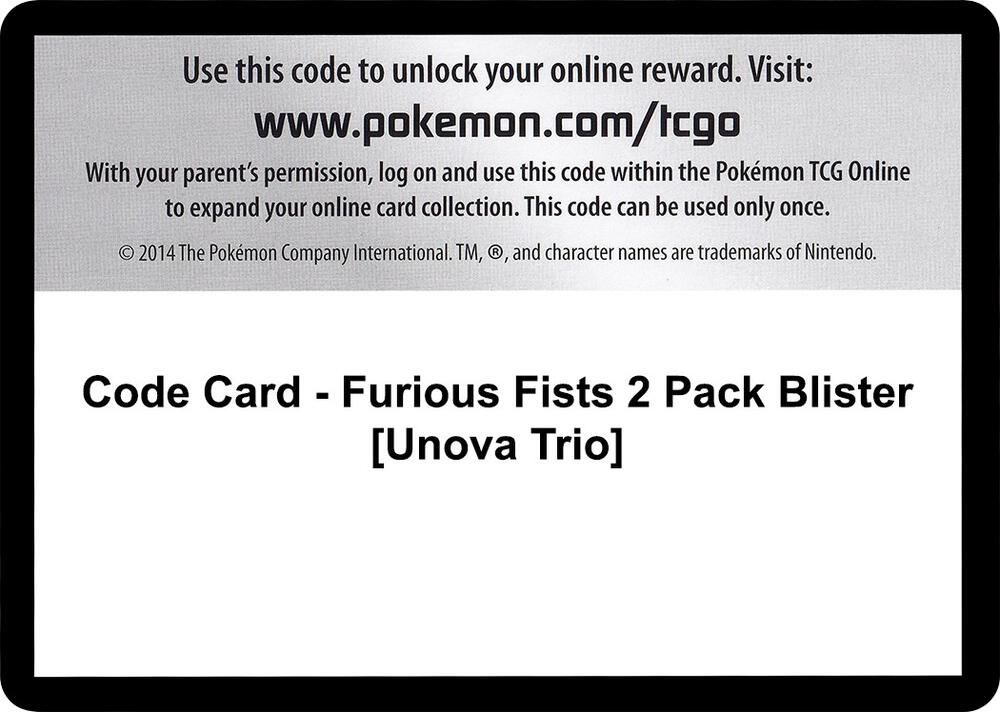 Use this code to unlock your online reward. Visit:
www.pokemon.com/tcgo
With your parent's permission, log on and use this code within the Pokémon TCG Online
to expand your online card collection. This code can be used only once.
© 2014 The Pokémon Company International. TM, ®, and character names are trademarks of Nintendo.
Code Card - Furious Fists 2 Pack Blister
[Unova Trio]